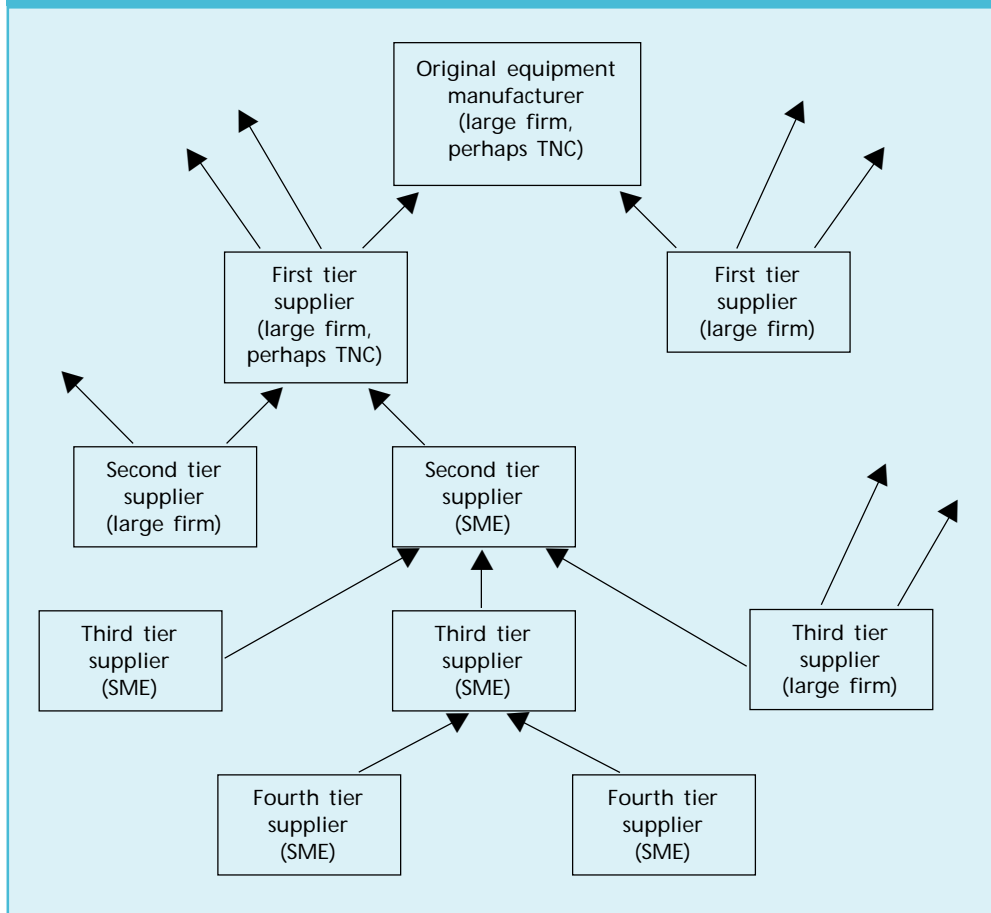 Original equipment
manufacturer
(large firm,
perhaps TNC)
First tier
supplier
(large firm,
perhaps TNC)
First tier
supplier
(large firm)
Second tier
supplier
(large firm)
Second tier
supplier
(SME)
Third tier
supplier
(SME)
Third tier
supplier
(SME)
Third tier
supplier
(large firm)
Fourth tier
supplier
(SME)
Fourth tier
supplier
(SME)